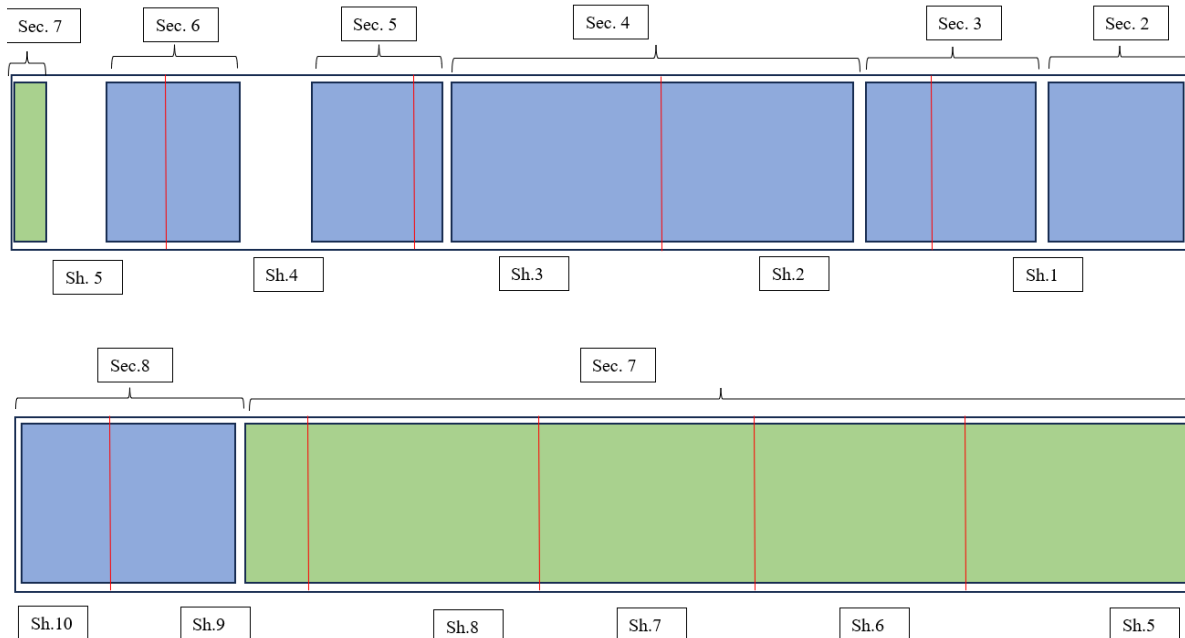 Sec. 7
Sec. 6
Sec. 5
Sec. 4
Sec. 3
Sec. 2
Sh. 5
Sh.4
Sh.3
Sh.2
Sh.1
Sec.8
Sec. 7
Sh.10
Sh.9
Sh.8
Sh.7
Sh.6
Sh.5